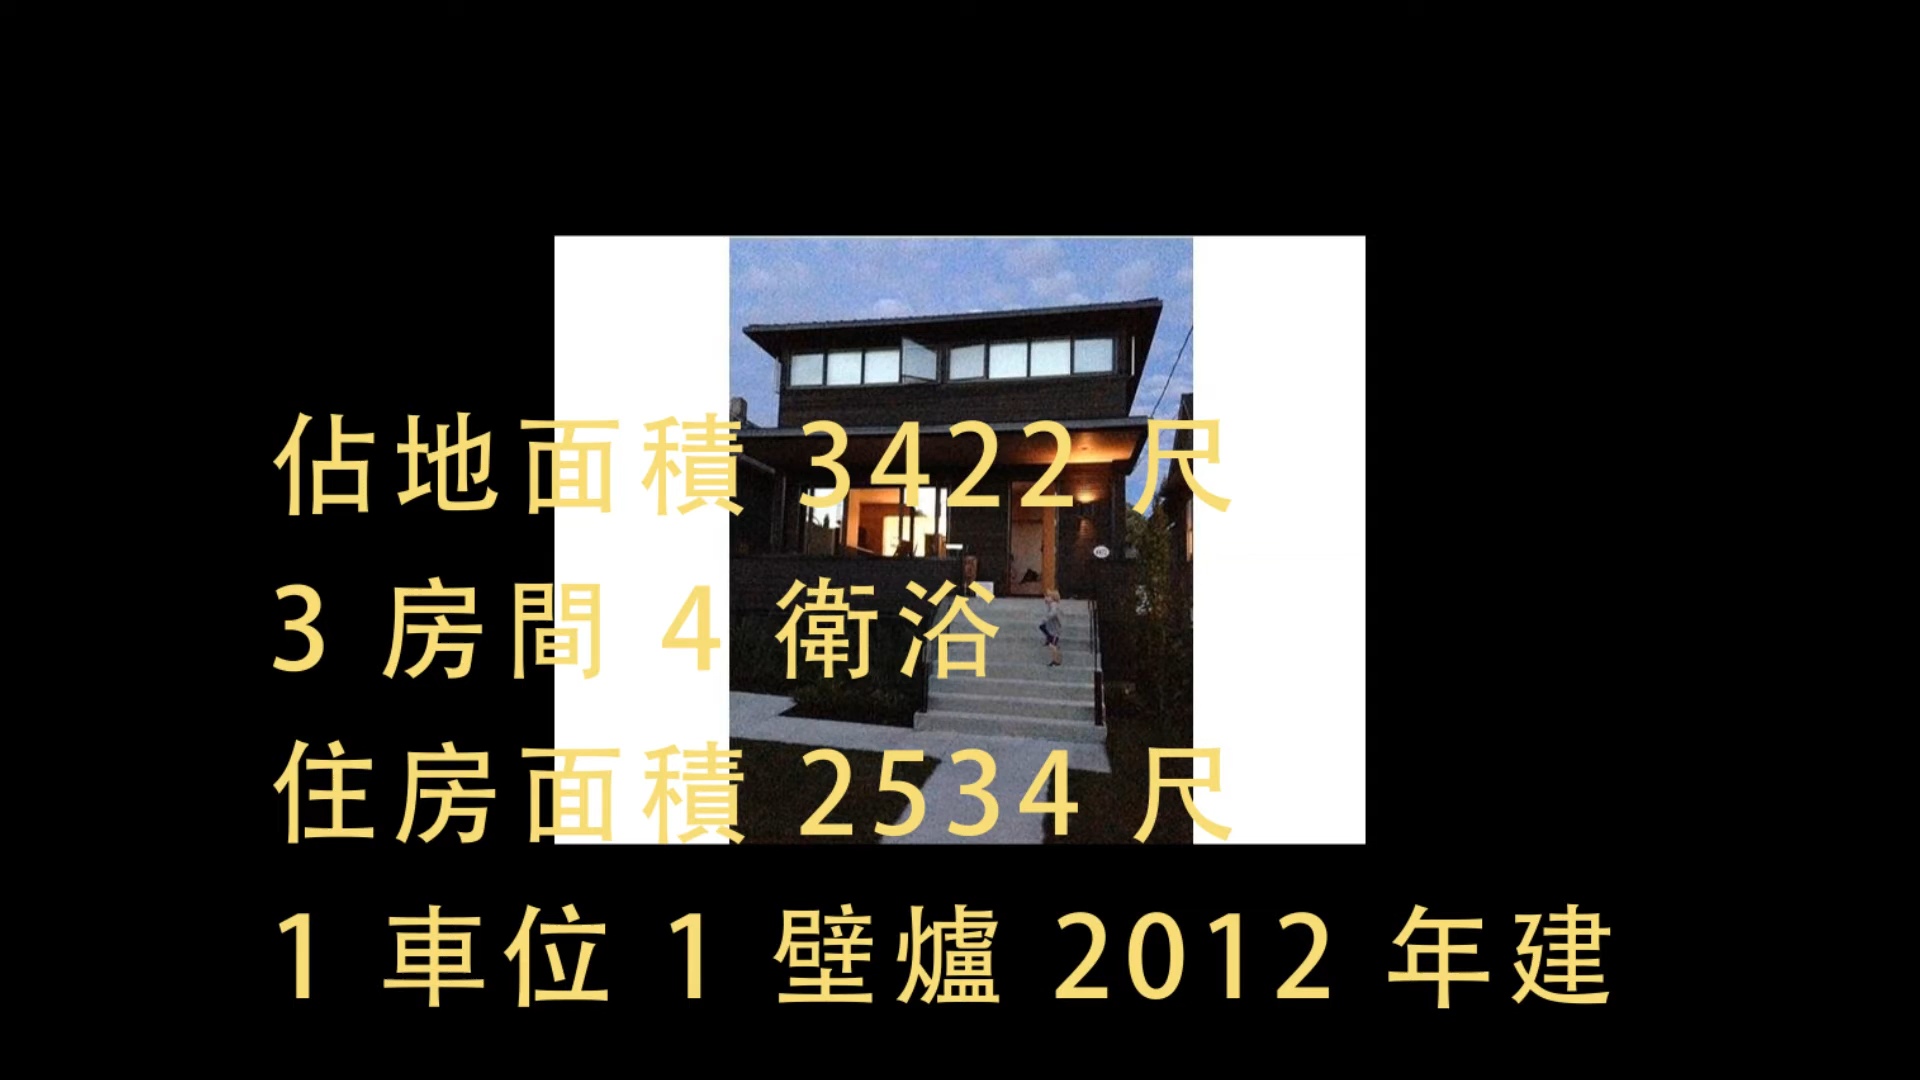 佔地面積 3422 尺
3 房間 4 衛浴
住房面積 2534 尺
1 車位 1 壁爐 2012 年建